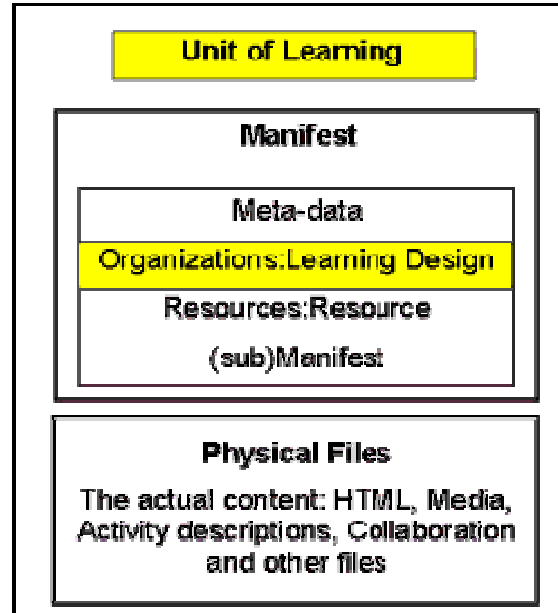 Unit of Learning
Manifest
Meta-data
Organizations:Learning Design
Resources:Resource
(sub)Manifest
Physical Files
The actual content: HTML, Media,
Activity descriptions, Collaboration
and other files